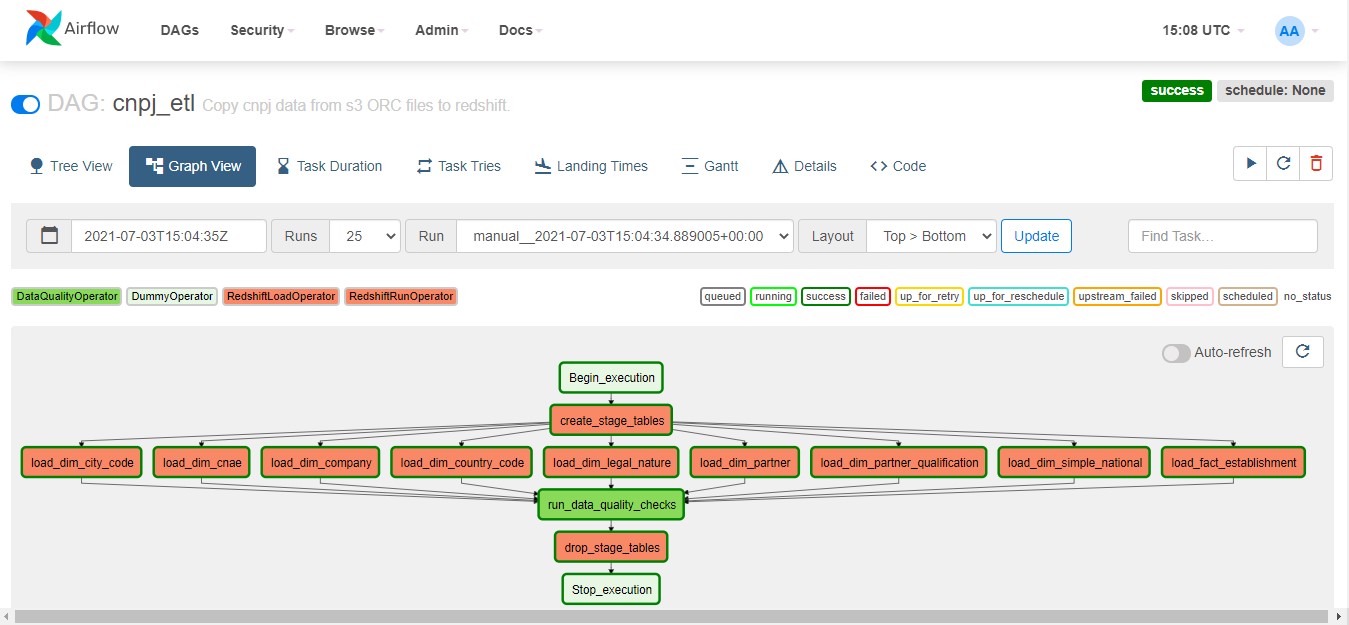 Airflow DAGs Security Browse Admin Docs 15:08 UTC AA
success schedule: None
DAG: cnpj_etl Copy cnpj data from s3 ORC files to redshift.
Tree View Graph View Task Duration Task Tries Landing Times Gantt Details Code
2021-07-03T15:04:35Z Runs 25 Run manual__2021-07-03T15:04:34.889005+00:00 Layout Top > Bottom Update Find Task...
DataQualityOperator DummyOperator RedshiftLoadOperator RedshiftRunOperator queued running success failed up_for_retry up_for_reschedule upstream_failed skipped scheduled no_status
Auto-refresh
Begin_execution
create_stage_tables
load_dim_city_code load_dim_cnae load_dim_company load_dim_country_code load_dim_legal_nature load_dim_partner load_dim_partner_qualification load_dim_simple_national load_fact_establishment
run_data_quality_checks
drop_stage_tables
Stop_execution